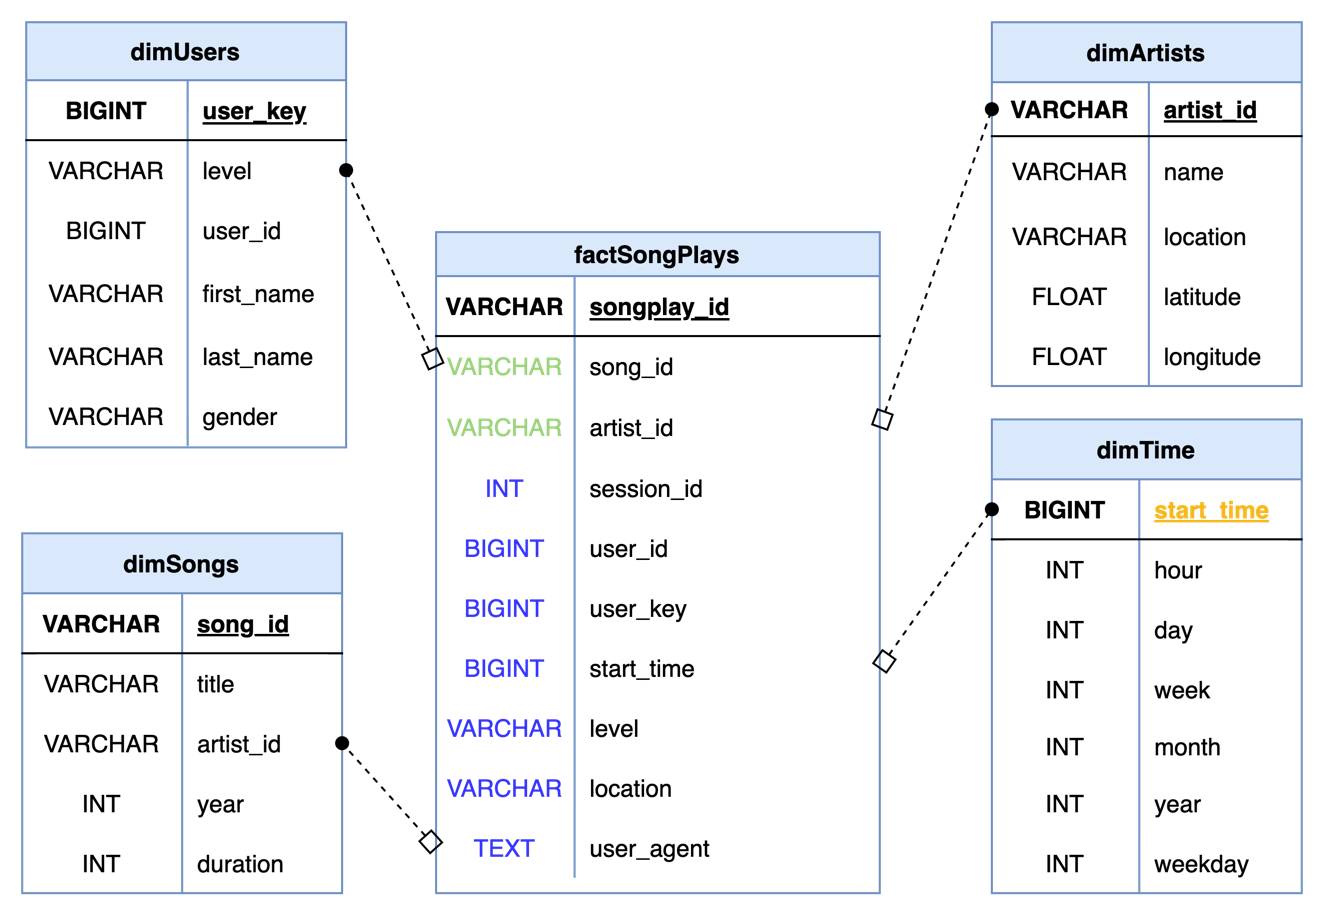 dimUsers
BIGINT user_key
VARCHAR level
BIGINT user_id
VARCHAR first_name
VARCHAR last_name
VARCHAR gender
dimSongs
VARCHAR song_id
VARCHAR title
VARCHAR artist_id
INT year
INT duration
factSongPlays
VARCHAR songplay_id
VARCHAR song_id
VARCHAR artist_id
INT session_id
BIGINT user_id
BIGINT user_key
BIGINT start_time
VARCHAR level
VARCHAR location
TEXT user_agent
dimArtists
VARCHAR artist_id
VARCHAR name
VARCHAR location
FLOAT latitude
FLOAT longitude
dimTime
BIGINT start_time
INT hour
INT day
INT week
INT month
INT year
INT weekday